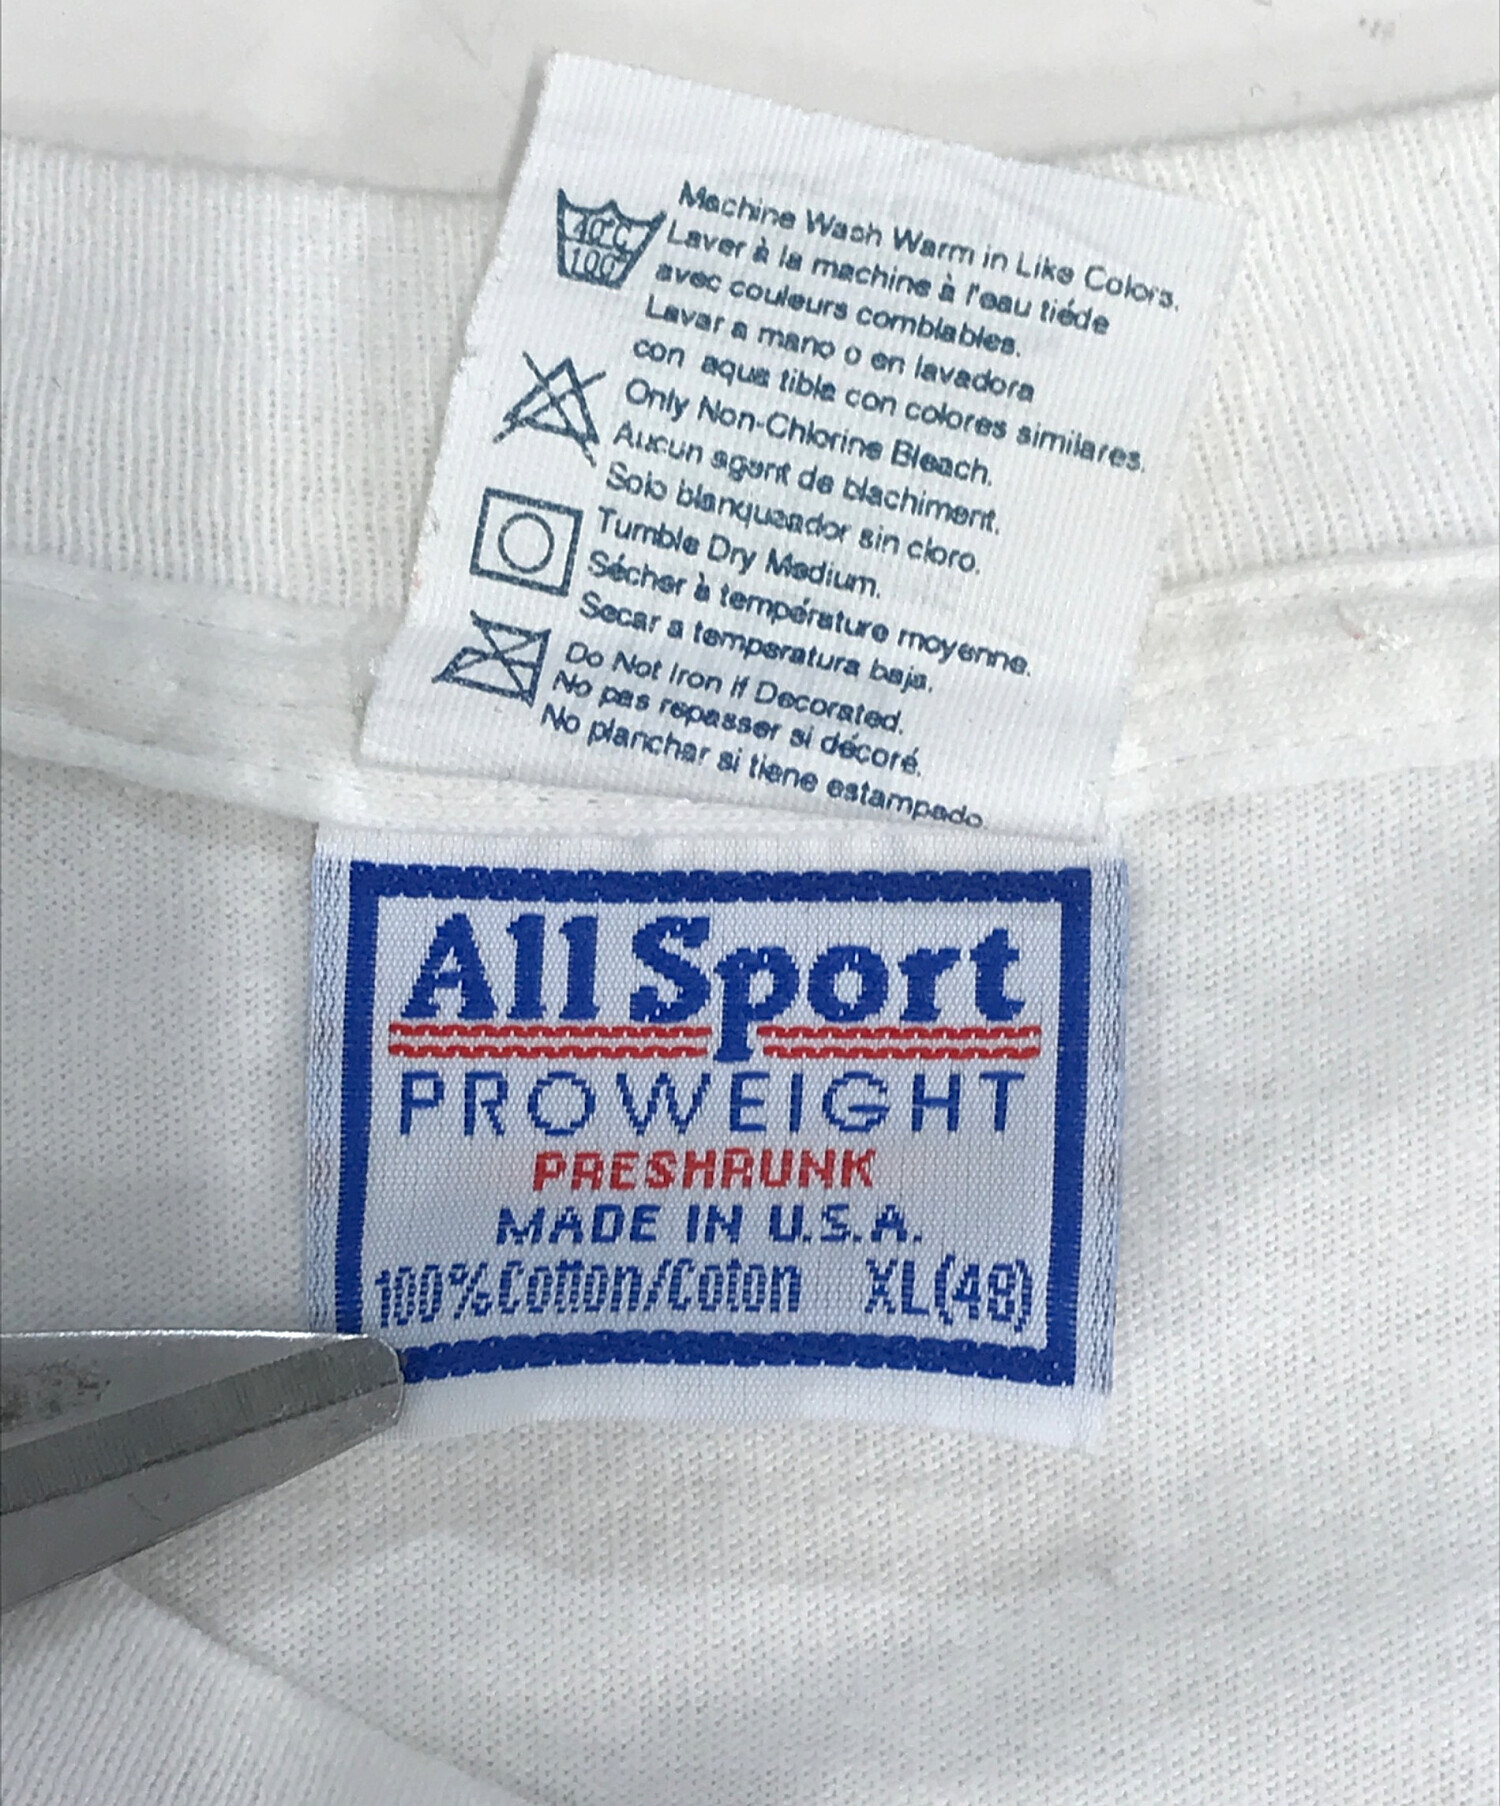 40°C
100°
Machine Wash Warm in Like Colors.
Laver à la machine à l'eau tiéde
avec couleurs comblables.
Lavar a mano o en lavadora
con aqua tibla con colores similares.
Only Non-Chlorine Bleach.
Aucun agent de blachiment.
Solo blanqueador sin cloro.
Tumble Dry Medium.
Sécher à température moyenne.
Secar a temperatura baja.
Do Not Iron if Decorated.
No pas repasser si décoré.
No planchar si tiene estampado.
All Sport
PROWEIGHT
PRESHRUNK
MADE IN U.S.A.
100% Cotton/Coton XL(48)